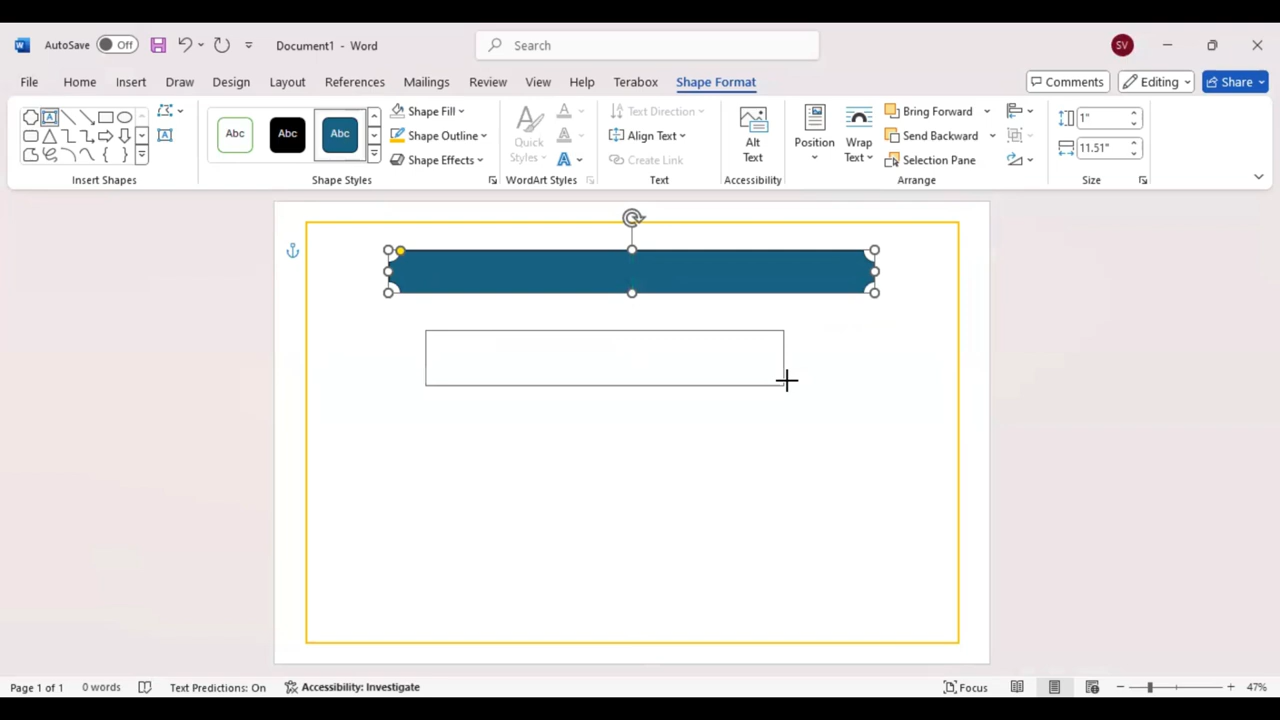 AutoSave Off Document1 - Word Search SV
File Home Insert Draw Design Layout References Mailings Review View Help Terabox Shape Format Comments Editing Share
Abc Abc Abc
Shape Fill
Shape Outline
Shape Effects
Quick
Styles
Text Direction
Align Text
Create Link
Alt
Text
Position
Wrap
Text
Bring Forward
Send Backward
Selection Pane
1"
11.51"
Insert Shapes Shape Styles WordArt Styles Text Accessibility Arrange Size
Page 1 of 1 0 words Text Predictions: On Accessibility: Investigate Focus 47%